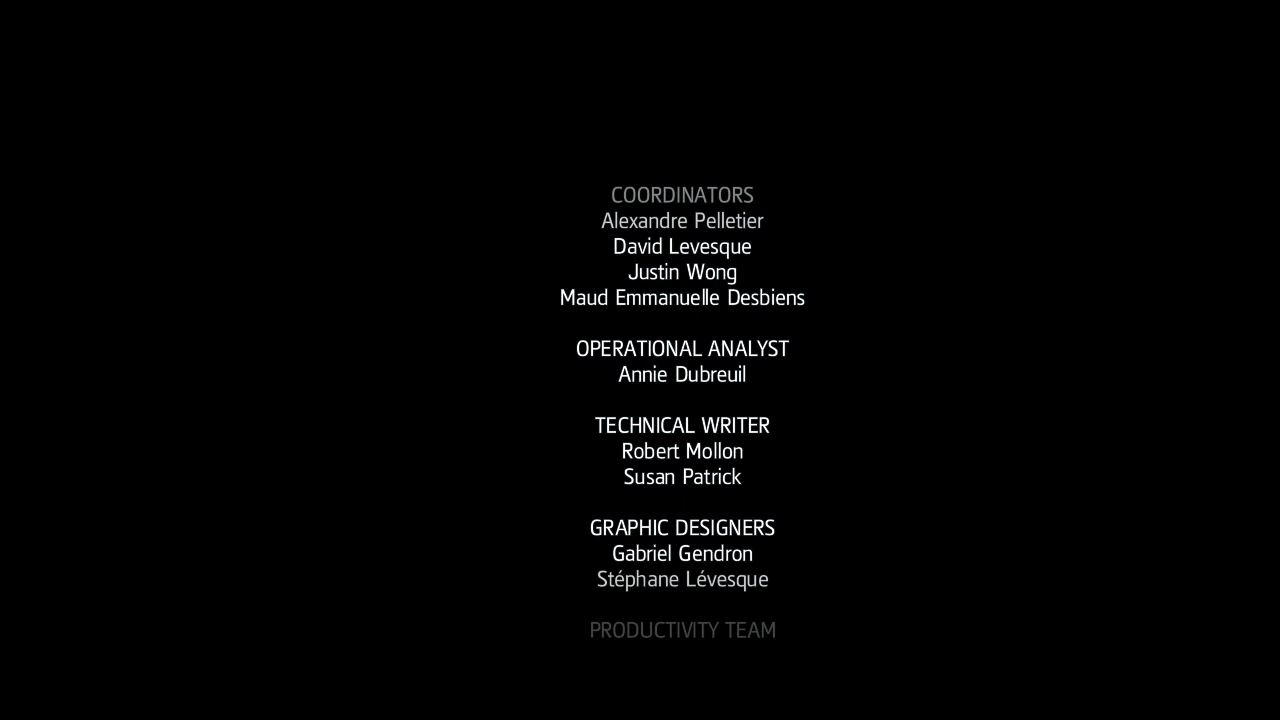 COORDINATORS
Alexandre Pelletier
David Levesque
Justin Wong
Maud Emmanuelle Desbiens
OPERATIONAL ANALYST
Annie Dubreuil
TECHNICAL WRITER
Robert Mollon
Susan Patrick
GRAPHIC DESIGNERS
Gabriel Gendron
Stéphane Lévesque
PRODUCTIVITY TEAM